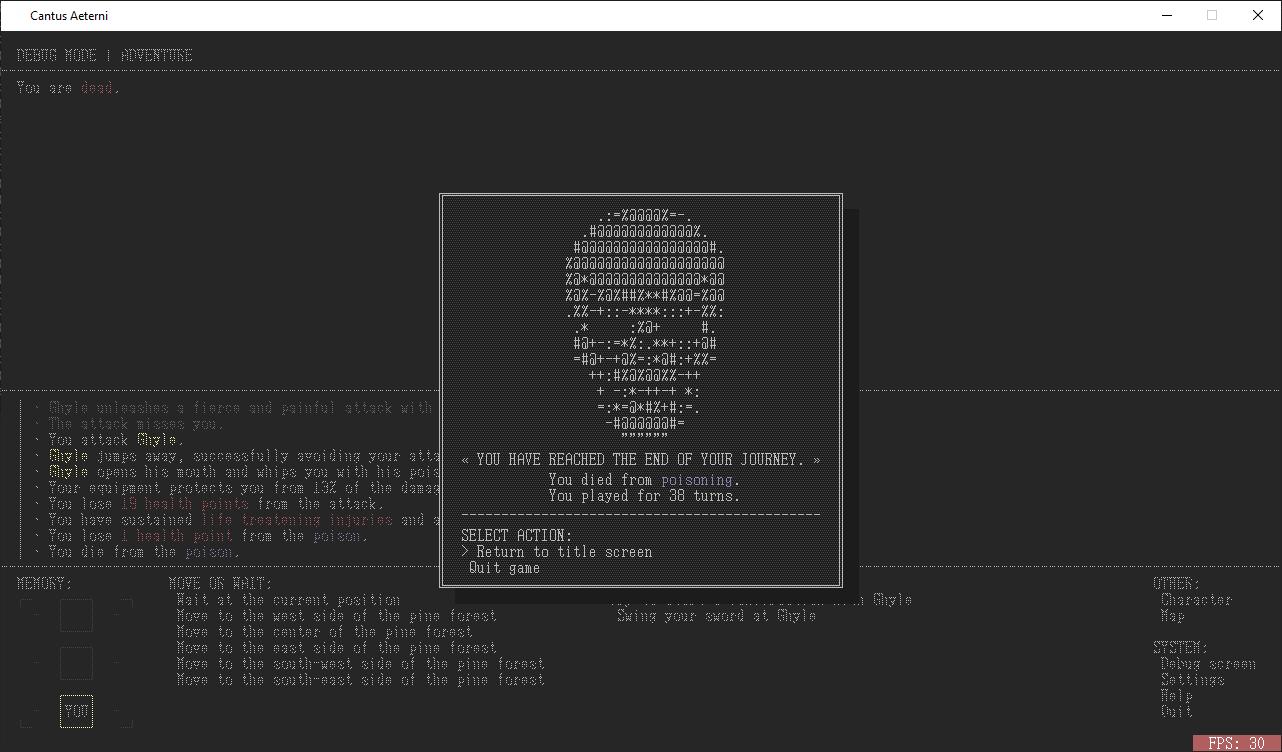 Cantus Aeterni
DEBUG MODE | ADVENTURE
You are dead.
· Ghyle unleashes a fierce and painful attack with
· The attack misses you.
· You attack Ghyle.
· Ghyle jumps away, successfully avoiding your atta
· Ghyle opens his mouth and whips you with his pois
· Your equipment protects you from 13% of the damag
· You lose 19 health points from the attack.
· You have sustained life treatening injuries and a
· You lose 1 health point from the poison.
· You die from the poison.
« YOU HAVE REACHED THE END OF YOUR JOURNEY. »
You died from poisoning.
You played for 38 turns.
SELECT ACTION:
> Return to title screen
Quit game
MEMORY:
YOU
MOVE OR WAIT:
Wait at the current position
Move to the west side of the pine forest
Move to the center of the pine forest
Move to the east side of the pine forest
Move to the south-west side of the pine forest
Move to the south-east side of the pine forest
Ghyle
Swing your sword at Ghyle
OTHER:
Character
Map
SYSTEM:
Debug screen
Settings
Help
Quit
FPS: 30